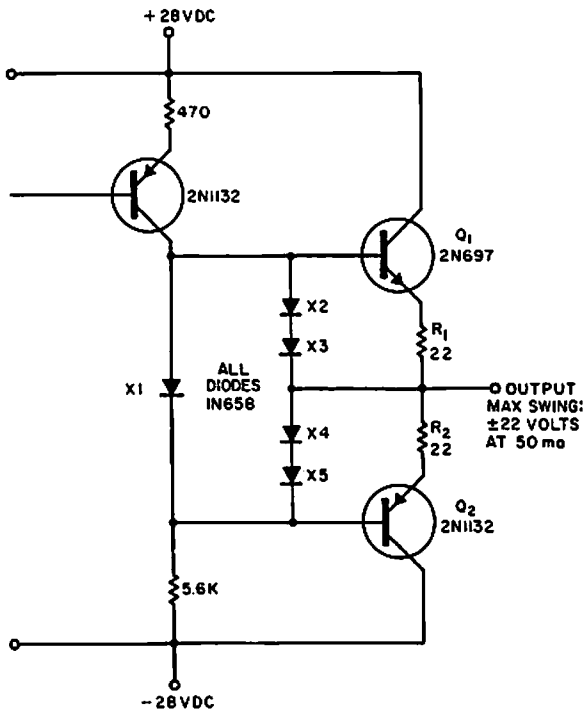 +28VDC
470
2N1132
Q1
2N697
X2
R1
22
X3
ALL
DIODES
IN658
X1
OUTPUT
MAX SWING:
±22 VOLTS
AT 50 ma
X4
R2
22
X5
Q2
2N1132
5.6K
−28VDC